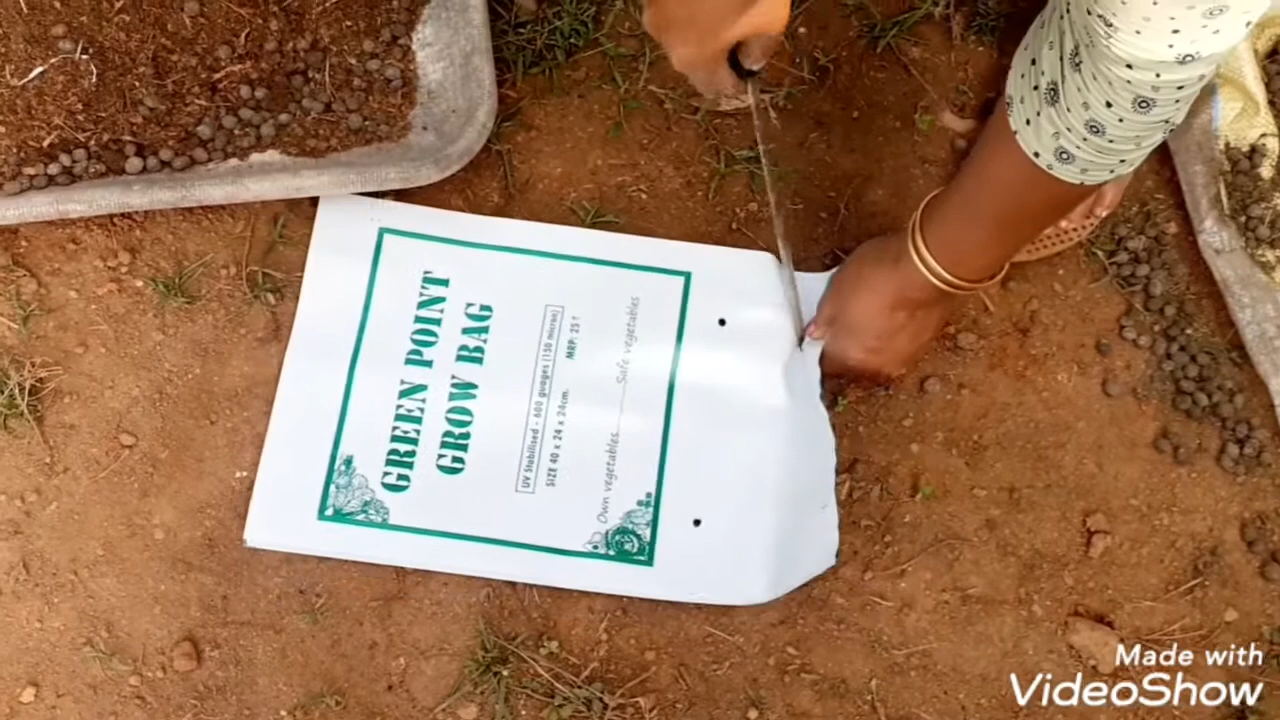 GREEN POINT
GROW BAG
UV Stabilised - 600 guages (150 micron)
SIZE 40 x 24 x 24cm.
MRP: 25 ₹
Own vegetables
Safe vegetables
Made with
VideoShow